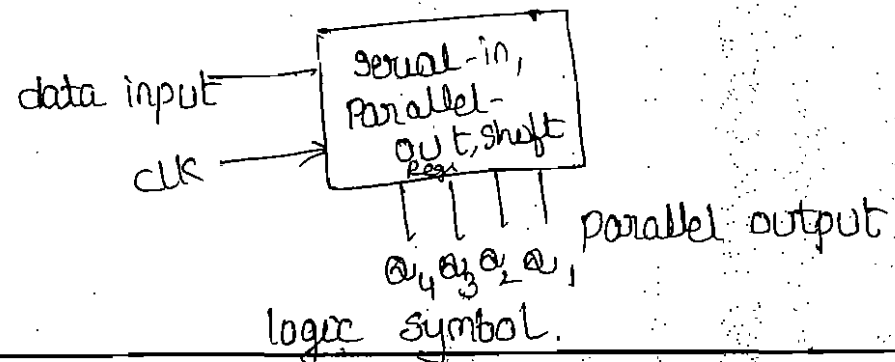 data input
clk
serial-in,
Parallel-
out, Shift
Regi
Q4 Q3 Q2 Q1
parallel output
logic symbol.